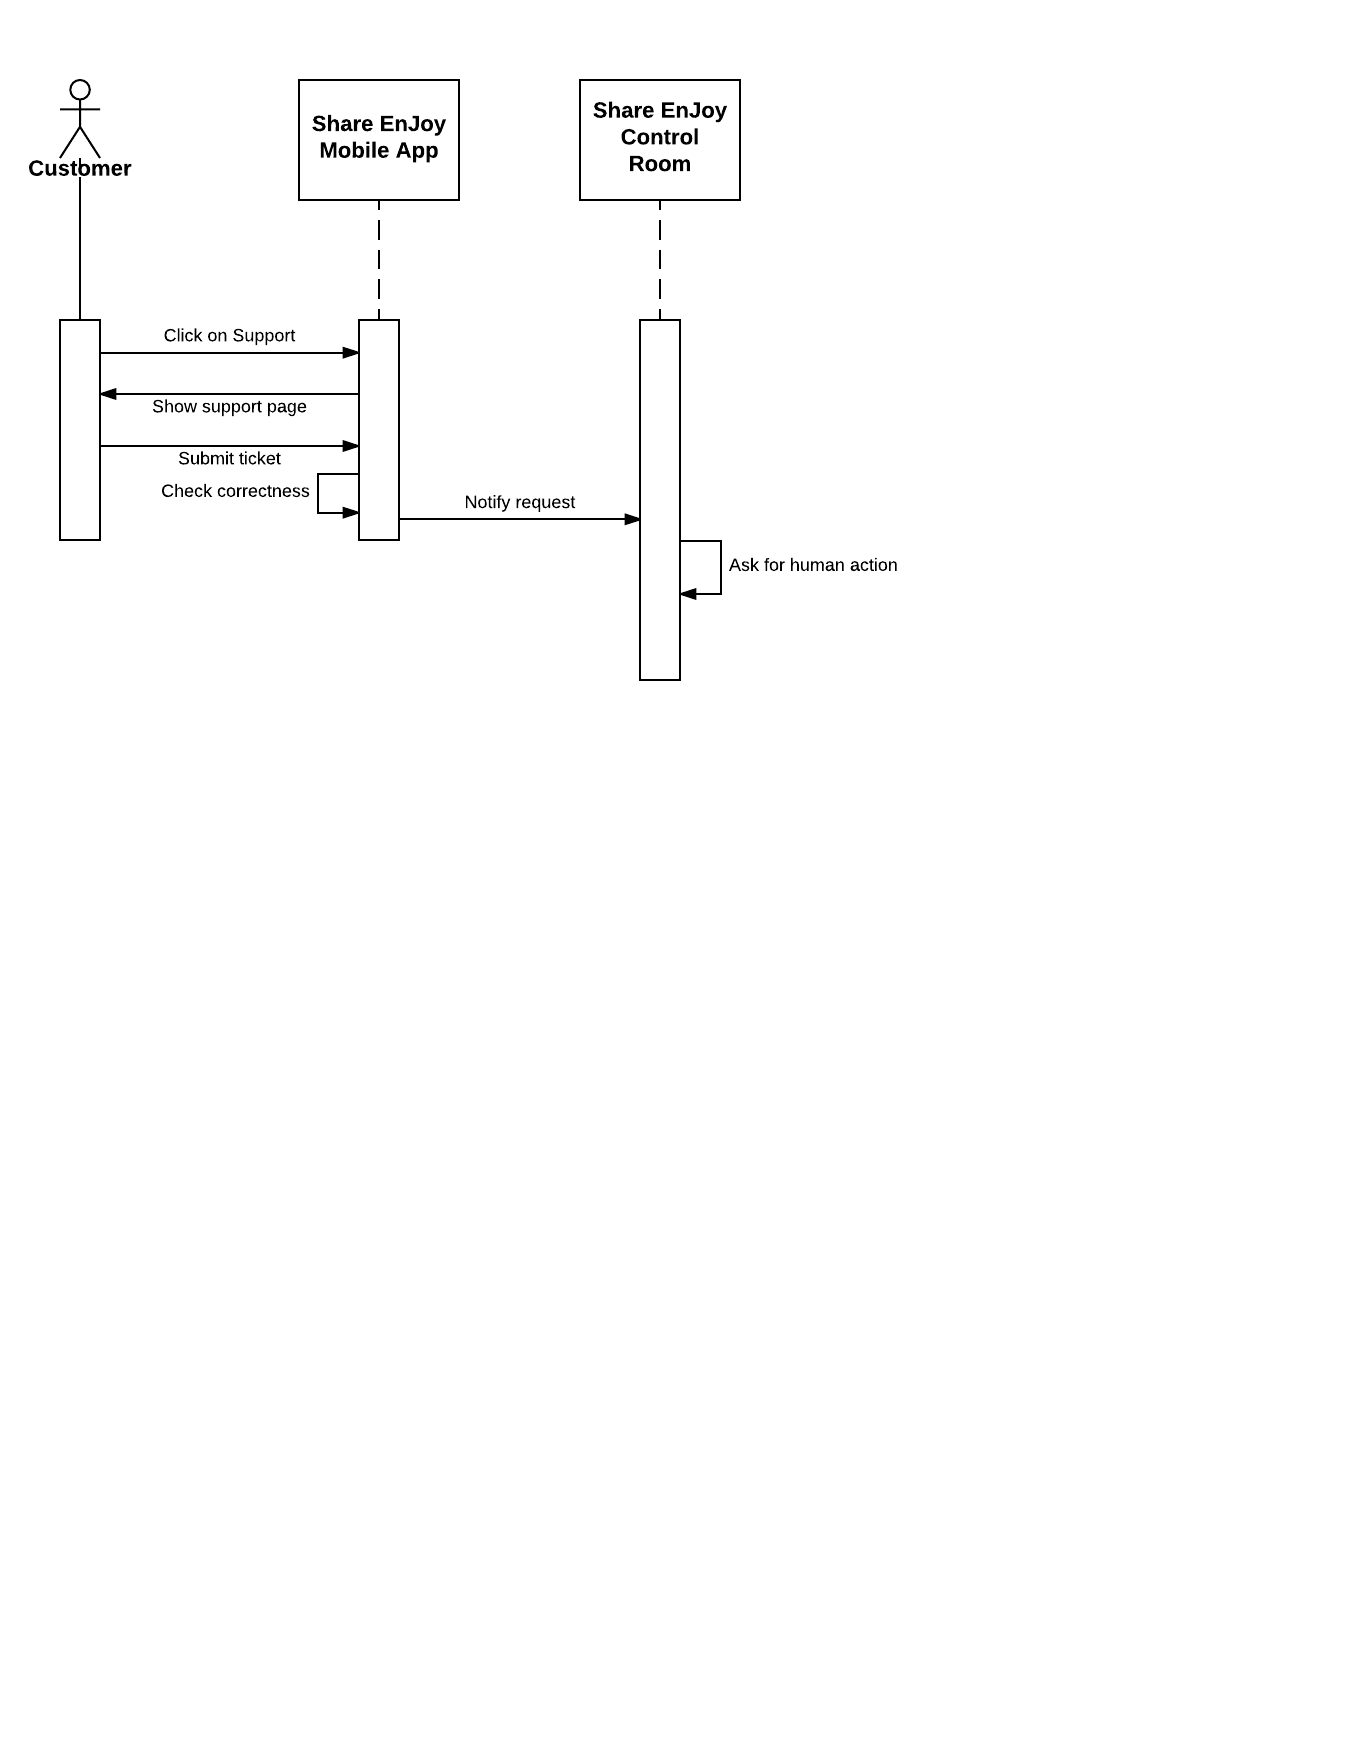 Share EnJoy
Mobile App
Share EnJoy
Control
Room
Customer
Click on Support
Show support page
Submit ticket
Check correctness
Notify request
Ask for human action